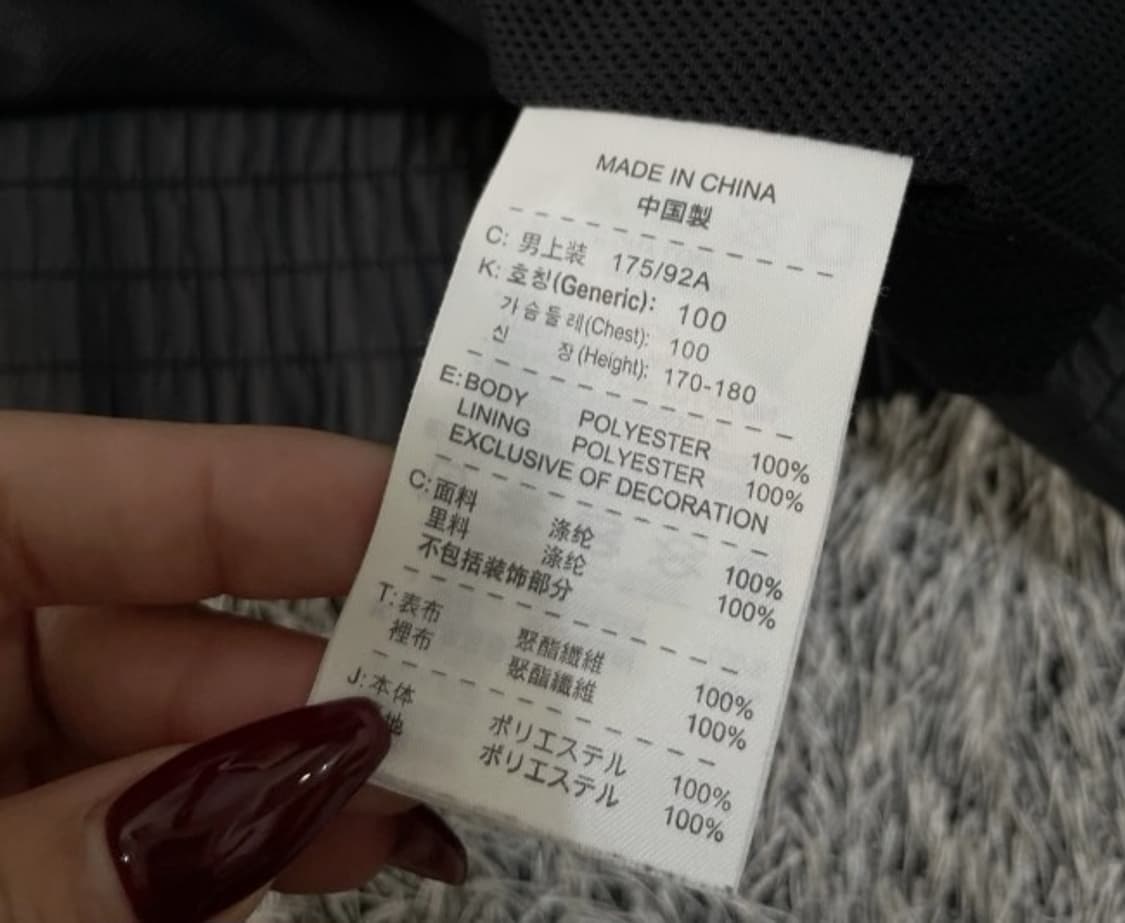 MADE IN CHINA
中国製
C: 男上装 175/92A
K: 호칭(Generic): 100
가슴둘레(Chest): 100
신 장(Height): 170-180
E: BODY POLYESTER 100%
LINING POLYESTER 100%
EXCLUSIVE OF DECORATION
C: 面料 涤纶 100%
里料 涤纶 100%
不包括装饰部分
T: 表布 聚酯纖維 100%
裡布 聚酯纖維 100%
J: 本体 ポリエステル 100%
地 ポリエステル 100%